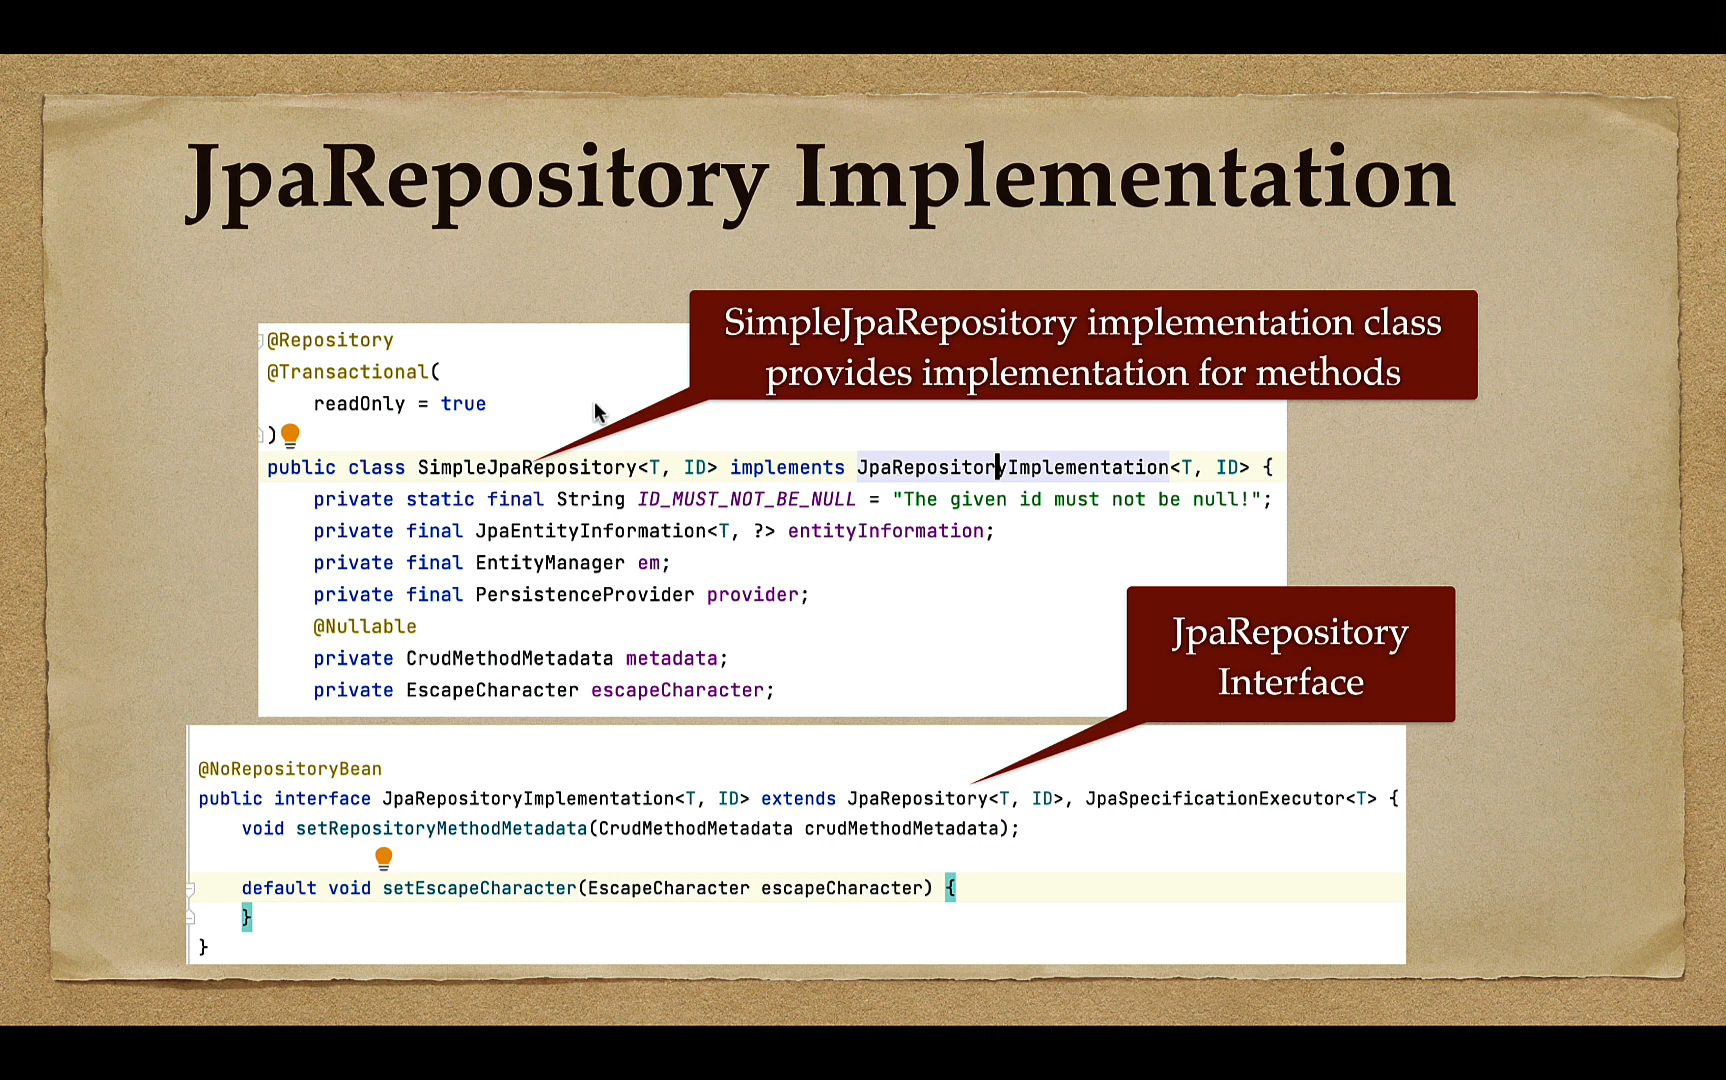 JpaRepository Implementation
SimpleJpaRepository implementation class
provides implementation for methods
@Repository
@Transactional(
readOnly = true
)
public class SimpleJpaRepository<T, ID> implements JpaRepositoryImplementation<T, ID> {
private static final String ID_MUST_NOT_BE_NULL = "The given id must not be null!";
private final JpaEntityInformation<T, ?> entityInformation;
private final EntityManager em;
private final PersistenceProvider provider;
@Nullable
private CrudMethodMetadata metadata;
private EscapeCharacter escapeCharacter;
JpaRepository
Interface
@NoRepositoryBean
public interface JpaRepositoryImplementation<T, ID> extends JpaRepository<T, ID>, JpaSpecificationExecutor<T> {
void setRepositoryMethodMetadata(CrudMethodMetadata crudMethodMetadata);
default void setEscapeCharacter(EscapeCharacter escapeCharacter) {
}
}